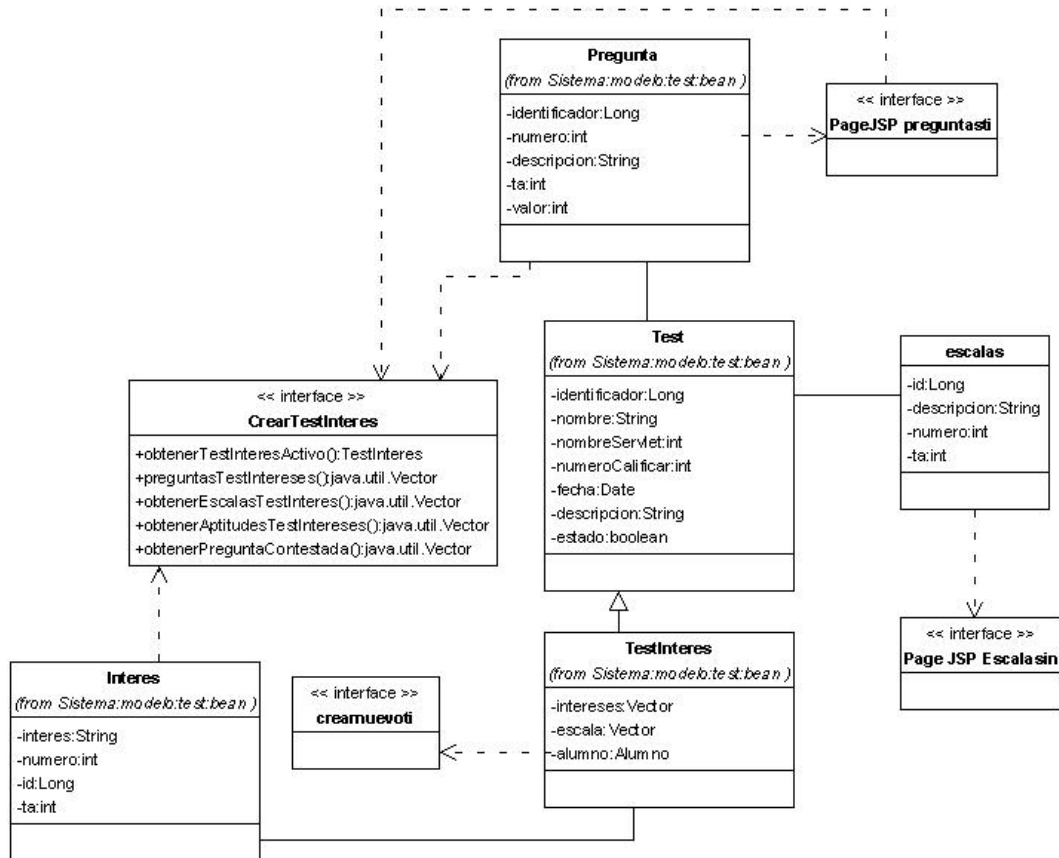 Pregunta
(from Sistema:modelo:test:bean )
-identificador:Long
-numero:int
-descripcion:String
-ta:int
-valor:int
<< interface >>
PageJSP preguntasti
Test
(from Sistema:modelo:test:bean )
-identificador:Long
-nombre:String
-nombreServlet:int
-numeroCalificar:int
-fecha:Date
-descripcion:String
-estado:boolean
escalas
-id:Long
-descripcion:String
-numero:int
-ta:int
<< interface >>
CrearTestInteres
+obtenerTestInteresActivo():TestInteres
+preguntasTestIntereses():java.util.Vector
+obtenerEscalasTestInteres():java.util.Vector
+obtenerAptitudesTestIntereses():java.util.Vector
+obtenerPreguntaContestada():java.util.Vector
<< interface >>
Page JSP Escalasin
TestInteres
(from Sistema:modelo:test:bean )
-intereses:Vector
-escala:Vector
-alumno:Alumno
Interes
(from Sistema:modelo:test:bean )
-interes:String
-numero:int
-id:Long
-ta:int
<< interface >>
crearnuevoti